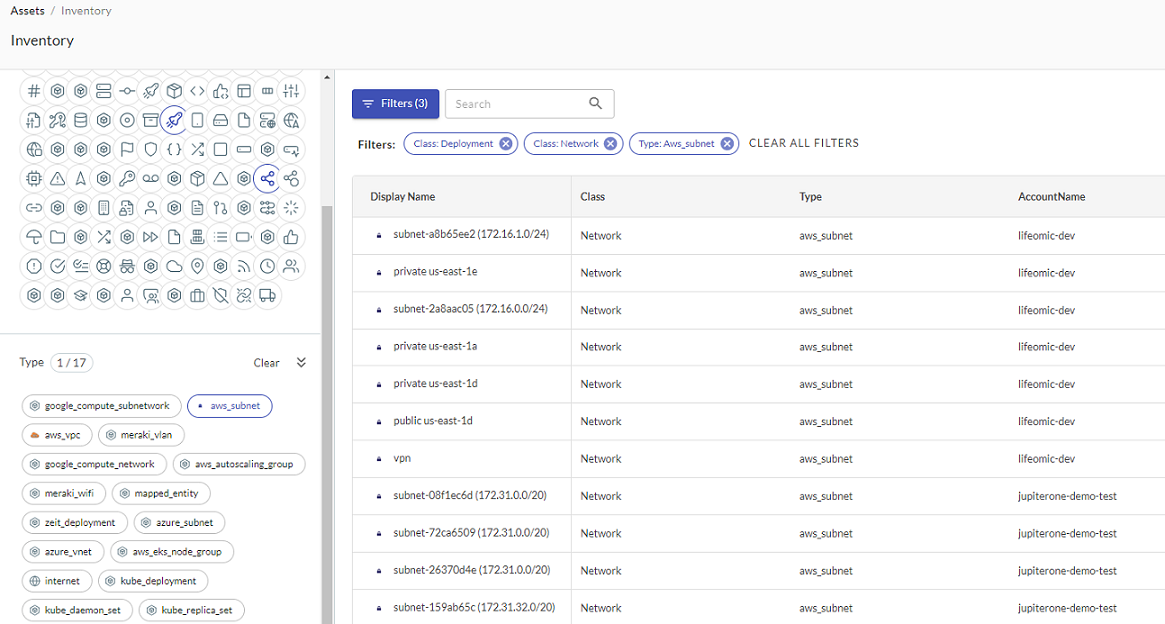 Assets / Inventory
Inventory
Filters (3)
Search
Filters: Class: Deployment Class: Network Type: Aws_subnet CLEAR ALL FILTERS
Type 1 / 17 Clear
google_compute_subnetwork aws_subnet
aws_vpc meraki_vlan
google_compute_network aws_autoscaling_group
meraki_wifi mapped_entity
zeit_deployment azure_subnet
azure_vnet aws_eks_node_group
internet kube_deployment
kube_daemon_set kube_replica_set
Display Name Class Type AccountName
subnet-a8b65ee2 (172.16.1.0/24) Network aws_subnet lifeomic-dev
private us-east-1e Network aws_subnet lifeomic-dev
subnet-2a8aac05 (172.16.0.0/24) Network aws_subnet lifeomic-dev
private us-east-1a Network aws_subnet lifeomic-dev
private us-east-1d Network aws_subnet lifeomic-dev
public us-east-1d Network aws_subnet lifeomic-dev
vpn Network aws_subnet lifeomic-dev
subnet-08f1ec6d (172.31.0.0/20) Network aws_subnet jupiterone-demo-test
subnet-72ca6509 (172.31.0.0/20) Network aws_subnet jupiterone-demo-test
subnet-26370d4e (172.31.0.0/20) Network aws_subnet jupiterone-demo-test
subnet-159ab65c (172.31.32.0/20) Network aws_subnet jupiterone-demo-test